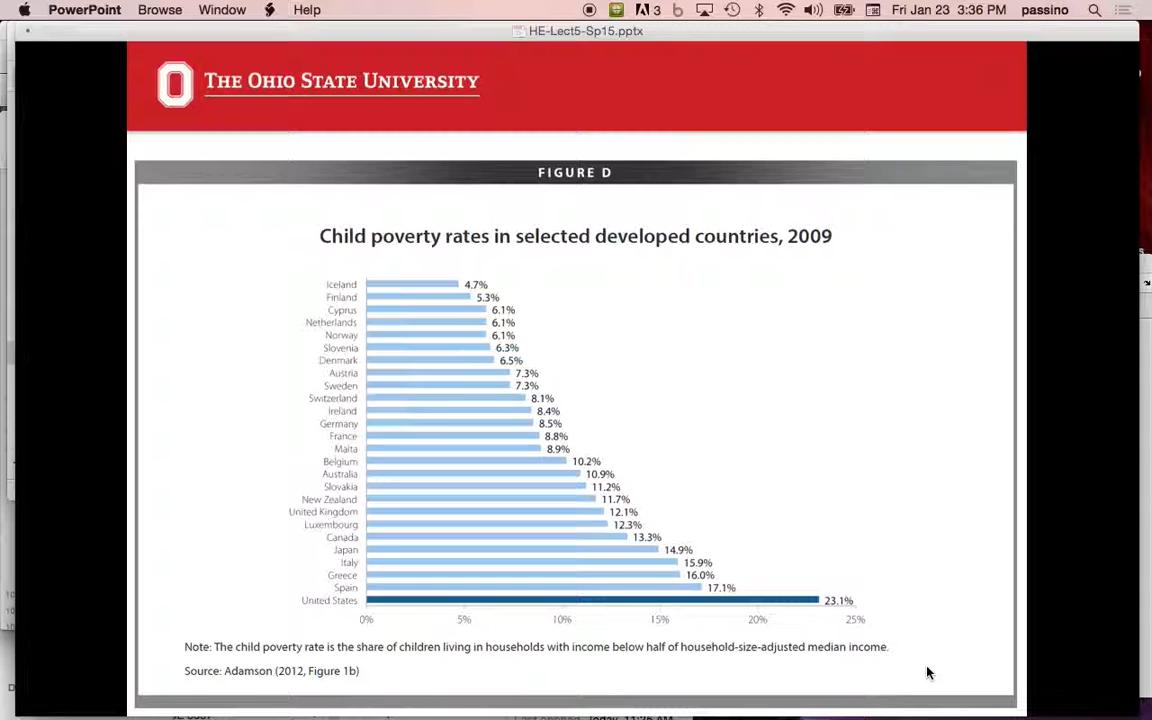 PowerPoint Browse Window Help 3 Fri Jan 23 3:36 PM passino
HE-Lect5-Sp15.pptx
THE OHIO STATE UNIVERSITY
FIGURE D
Child poverty rates in selected developed countries, 2009
Iceland 4.7%
Finland 5.3%
Cyprus 6.1%
Netherlands 6.1%
Norway 6.1%
Slovenia 6.3%
Denmark 6.5%
Austria 7.3%
Sweden 7.3%
Switzerland 8.1%
Ireland 8.4%
Germany 8.5%
France 8.8%
Malta 8.9%
Belgium 10.2%
Australia 10.9%
Slovakia 11.2%
New Zealand 11.7%
United Kingdom 12.1%
Luxembourg 12.3%
Canada 13.3%
Japan 14.9%
Italy 15.9%
Greece 16.0%
Spain 17.1%
United States 23.1%
0% 5% 10% 15% 20% 25%
Note: The child poverty rate is the share of children living in households with income below half of household-size-adjusted median income.
Source: Adamson (2012, Figure 1b)